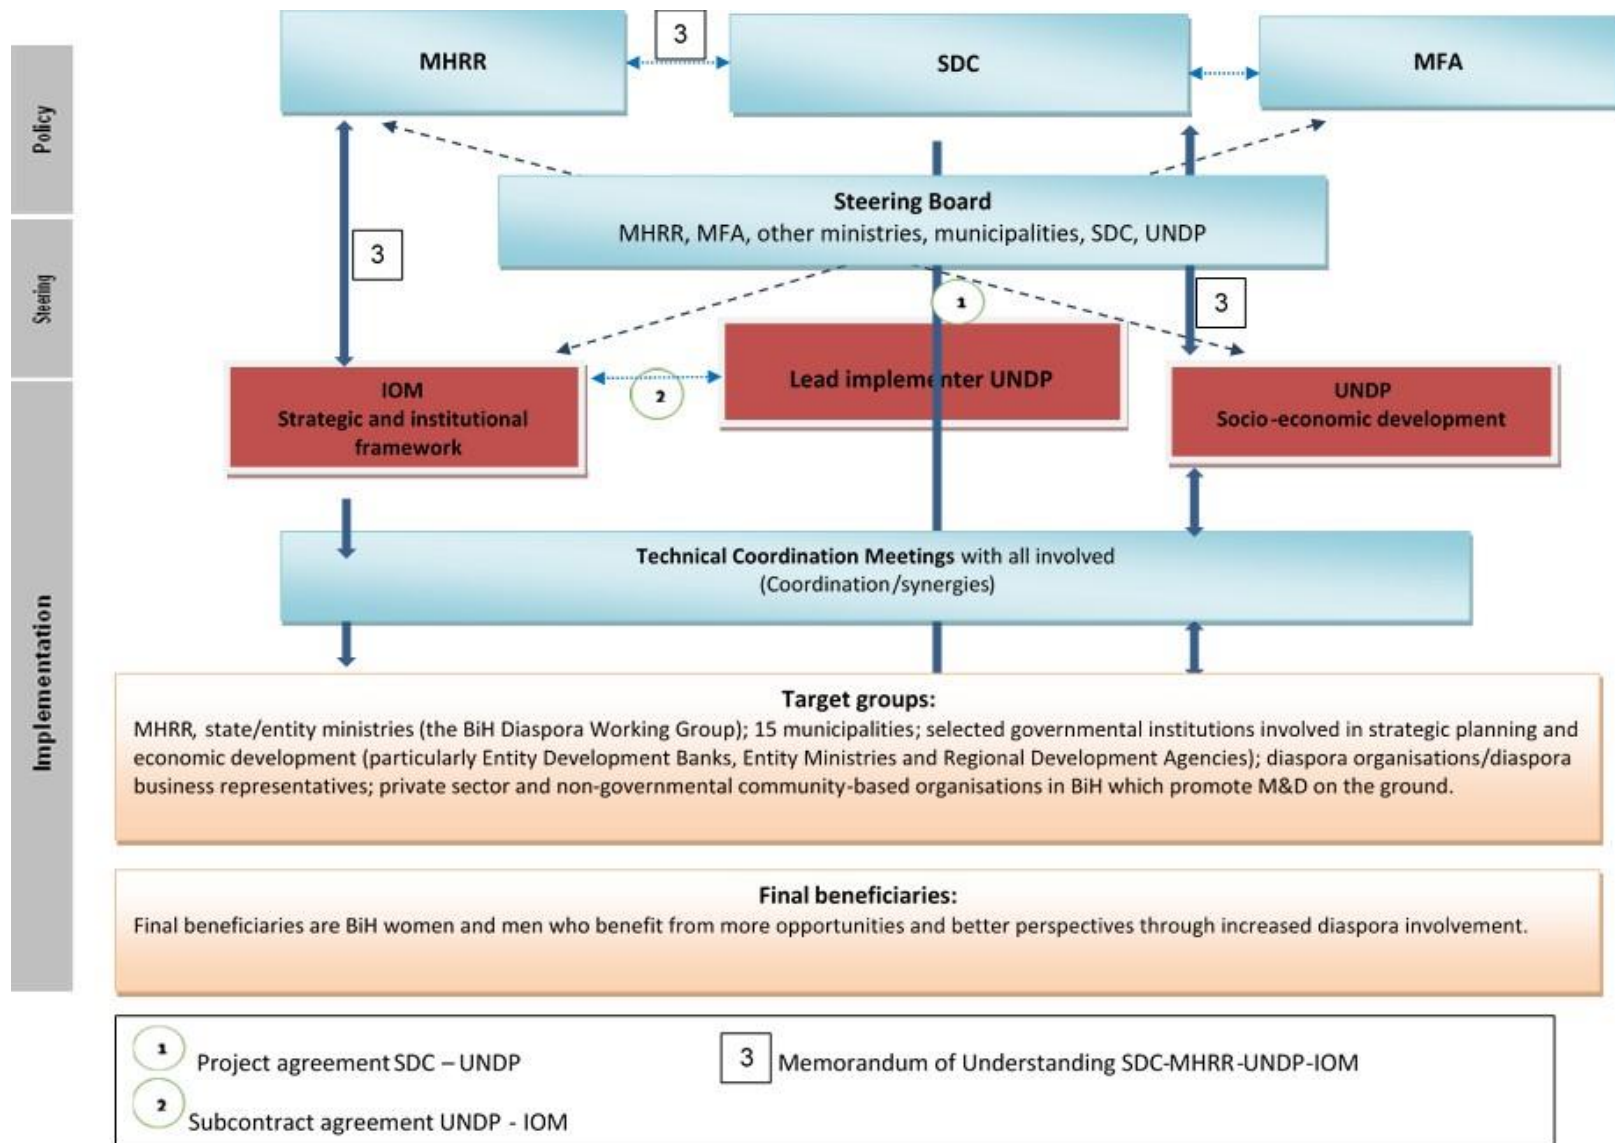 MHRR
3
SDC
MFA
Policy
Steering Board
MHRR, MFA, other ministries, municipalities, SDC, UNDP
3
Steering
1
3
Lead implementer UNDP
IOM
Strategic and institutional
framework
2
UNDP
Socio-economic development
Implementation
Technical Coordination Meetings with all involved
(Coordination/synergies)
Target groups:
MHRR, state/entity ministries (the BiH Diaspora Working Group); 15 municipalities; selected governmental institutions involved in strategic planning and
economic development (particularly Entity Development Banks, Entity Ministries and Regional Development Agencies); diaspora organisations/diaspora
business representatives; private sector and non-governmental community-based organisations in BiH which promote M&D on the ground.
Final beneficiaries:
Final beneficiaries are BiH women and men who benefit from more opportunities and better perspectives through increased diaspora involvement.
1 Project agreement SDC – UNDP
3 Memorandum of Understanding SDC-MHRR-UNDP-IOM
2 Subcontract agreement UNDP - IOM